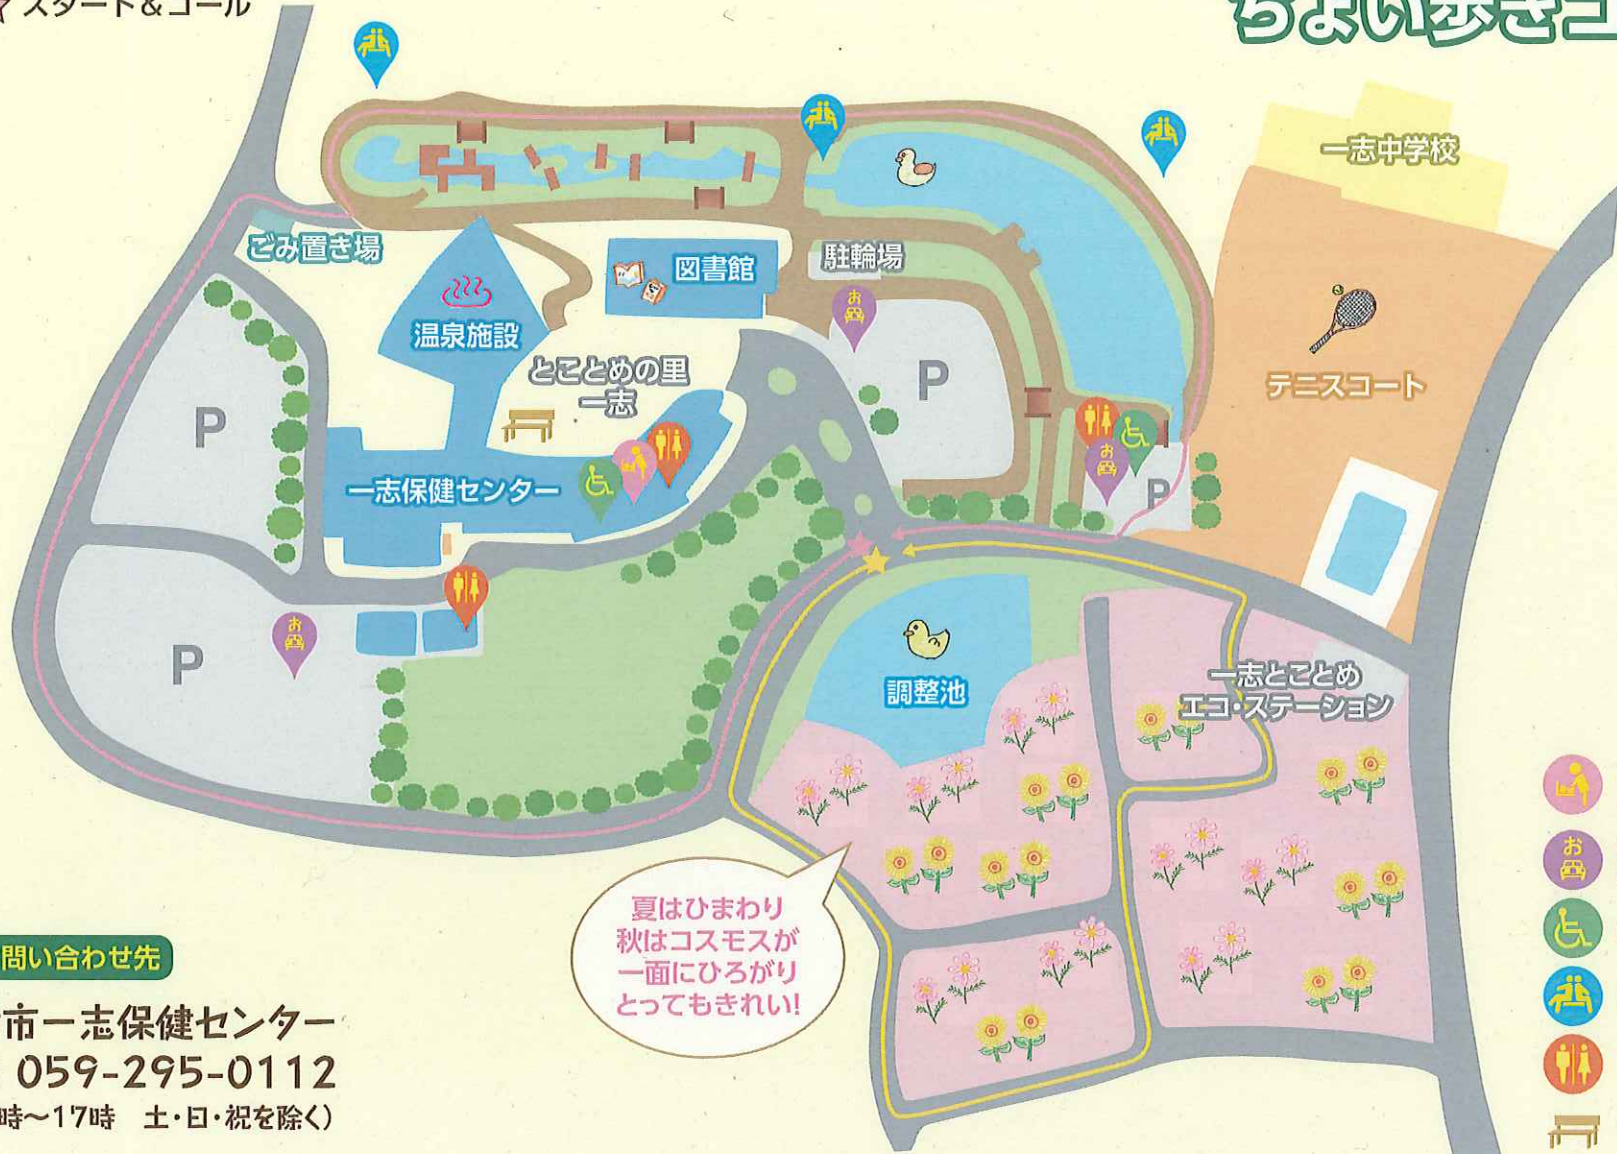 スタート&ゴール
ちょい歩きコ
一志中学校
ごみ置き場
図書館
駐輪場
お
温泉施設
とことめの里
一志
P
テニスコート
P
お
P
一志保健センター
P
お
P
調整池
一志とことめ
エコ・ステーション
夏はひまわり
秋はコスモスが
一面にひろがり
とってもきれい!
お
問い合わせ先
市一志保健センター
059-295-0112
時~17時 土・日・祝を除く)